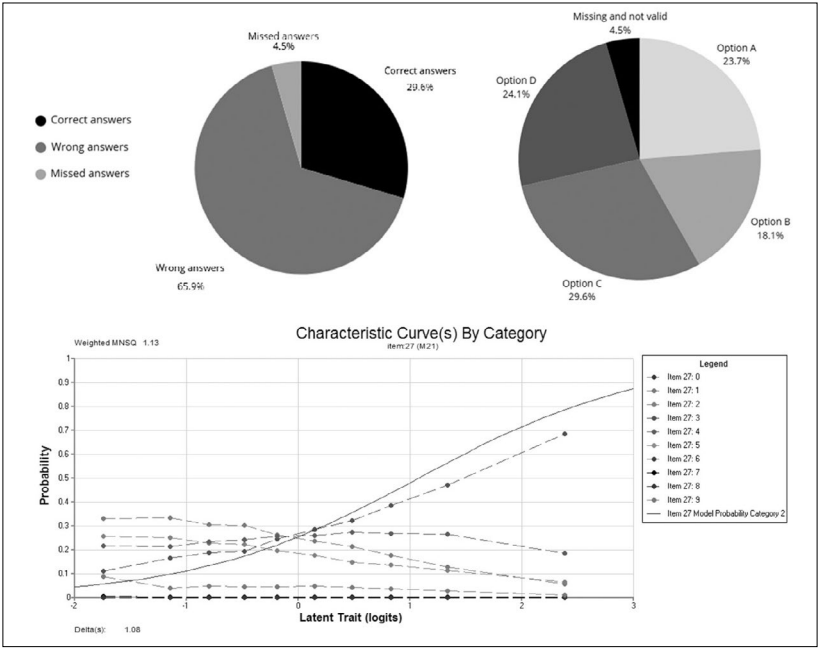 Missed answers
4.5%
Correct answers
29.6%
Correct answers
Wrong answers
Missed answers
Wrong answers
65.9%
Missing and not valid
4.5%
Option A
23.7%
Option D
24.1%
Option B
18.1%
Option C
29.6%
Characteristic Curve(s) By Category
item:27 (M21)
Weighted MNSQ 1.13
Probability
1
0.9
0.8
0.7
0.6
0.5
0.4
0.3
0.2
0.1
0
-2
-1
0
1
2
3
Latent Trait (logits)
Delta(s): 1.08
Legend
Item 27: 0
Item 27: 1
Item 27: 2
Item 27: 3
Item 27: 4
Item 27: 5
Item 27: 6
Item 27: 7
Item 27: 8
Item 27: 9
Item 27 Model Probability Category 2